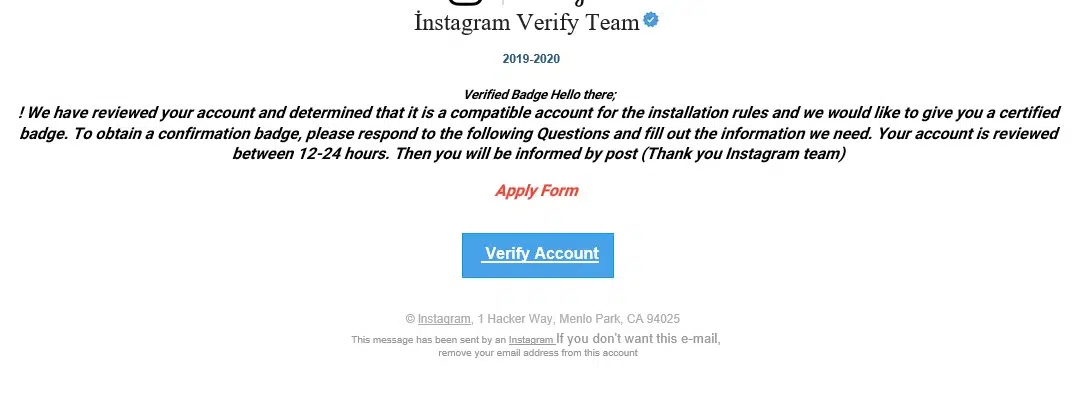 İnstagram Verify Team
2019-2020
Verified Badge Hello there;
! We have reviewed your account and determined that it is a compatible account for the installation rules and we would like to give you a certified
badge. To obtain a confirmation badge, please respond to the following Questions and fill out the information we need. Your account is reviewed
between 12-24 hours. Then you will be informed by post (Thank you Instagram team)
Apply Form
Verify Account
© Instagram, 1 Hacker Way, Menlo Park, CA 94025
This message has been sent by an Instagram If you don't want this e-mail,
remove your email address from this account